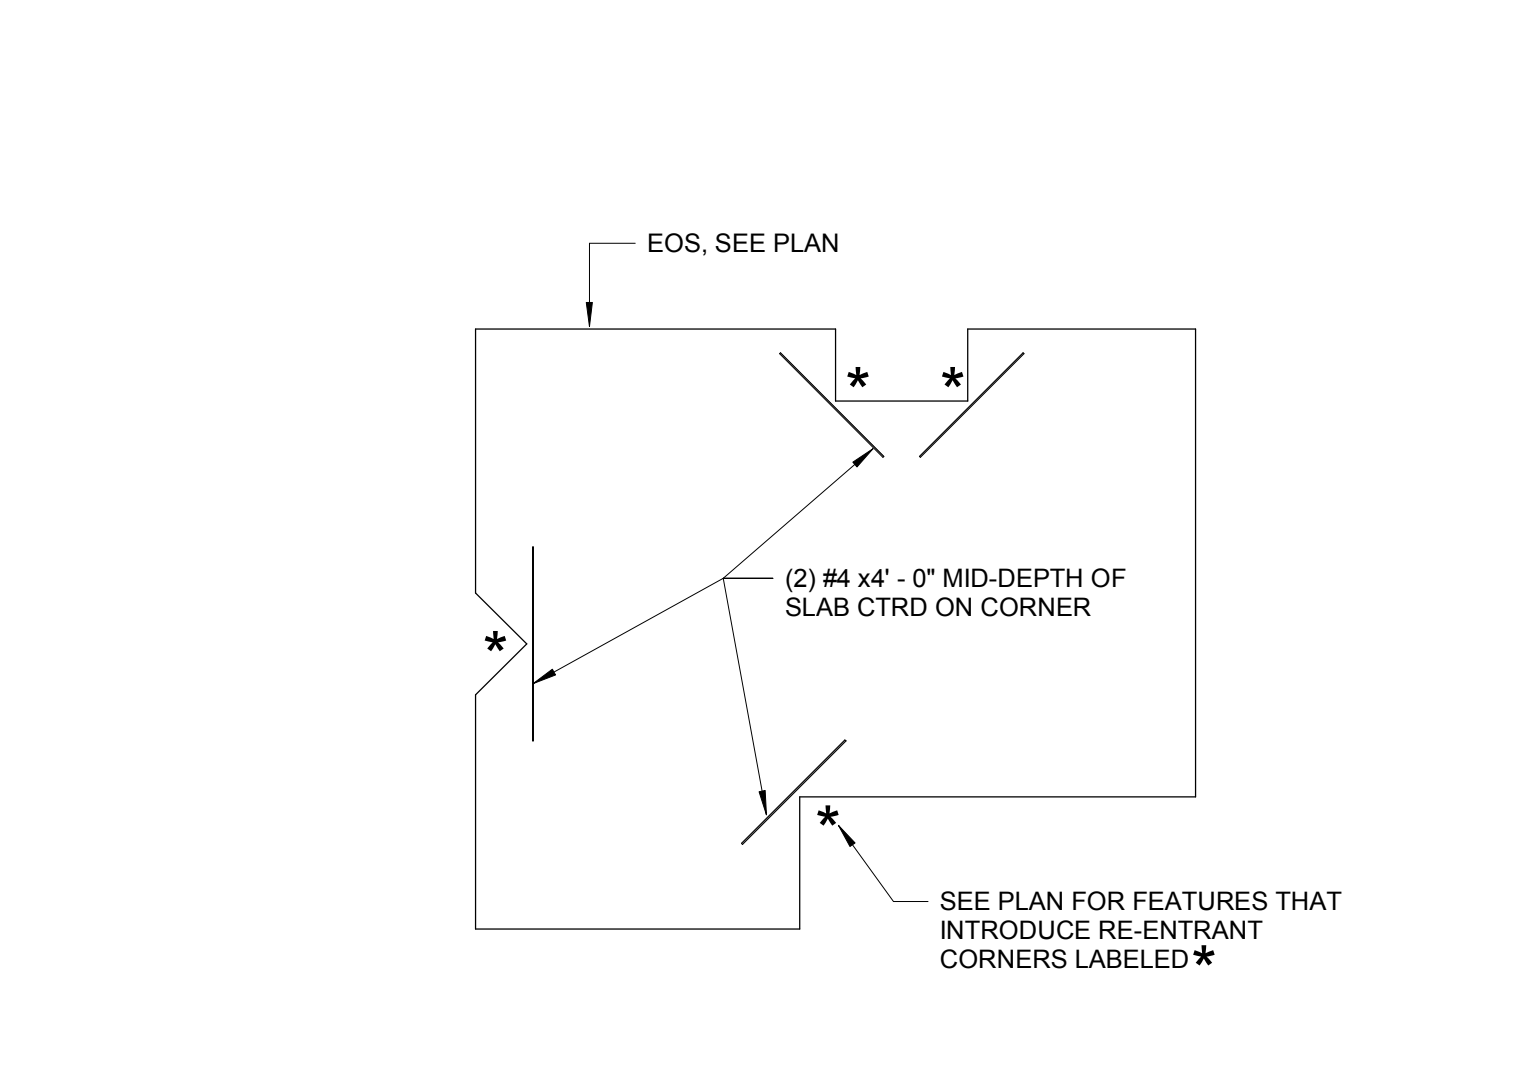 EOS, SEE PLAN
*
*
(2) #4 x4' - 0" MID-DEPTH OF
SLAB CTRD ON CORNER
*
*
SEE PLAN FOR FEATURES THAT
INTRODUCE RE-ENTRANT
CORNERS LABELED *